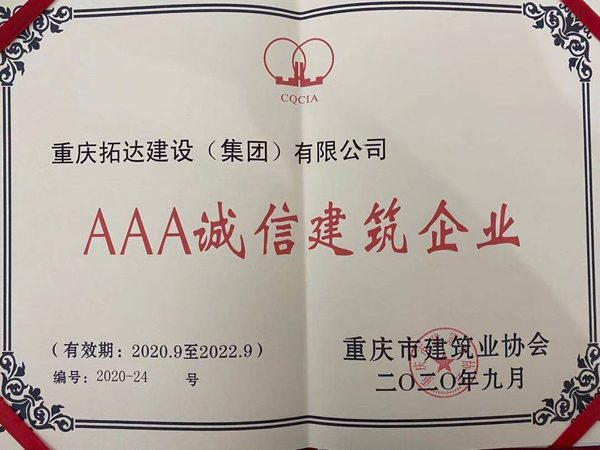 CQCIA
重庆拓达建设（集团）有限公司
AAA诚信建筑企业
（有效期：2020.9至2022.9）
编号：2020-24 号
重庆市建筑业协会
二〇二〇年九月